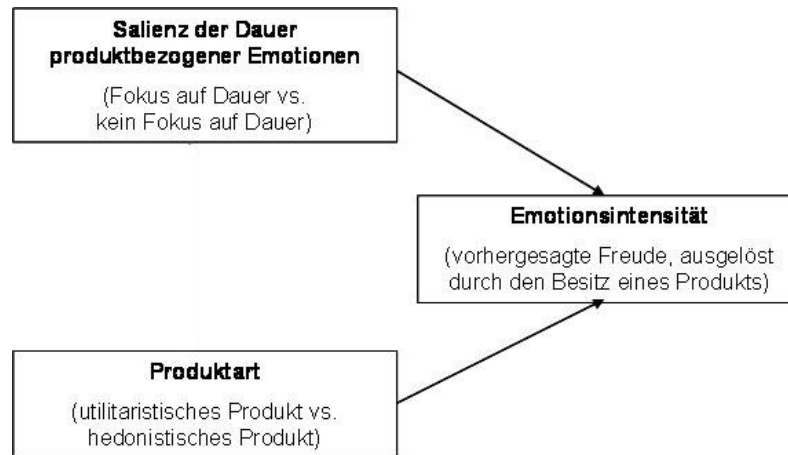 Salienz der Dauer
produktbezogener Emotionen
(Fokus auf Dauer vs.
kein Fokus auf Dauer)
Emotionsintensität
(vorhergesagte Freude, ausgelöst
durch den Besitz eines Produkts)
Produktart
(utilitaristisches Produkt vs.
hedonistisches Produkt)